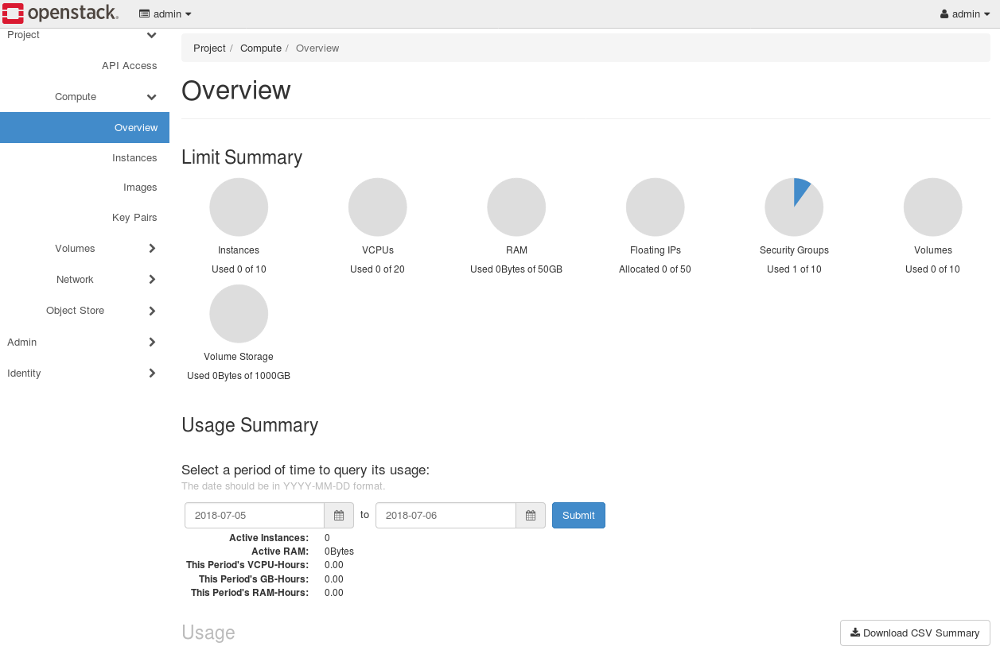 openstack. admin admin
Project
API Access
Compute
Overview
Instances
Images
Key Pairs
Volumes
Network
Object Store
Admin
Identity
Project / Compute / Overview
Overview
Limit Summary
Instances
Used 0 of 10
VCPUs
Used 0 of 20
RAM
Used 0Bytes of 50GB
Floating IPs
Allocated 0 of 50
Security Groups
Used 1 of 10
Volumes
Used 0 of 10
Volume Storage
Used 0Bytes of 1000GB
Usage Summary
Select a period of time to query its usage:
The date should be in YYYY-MM-DD format.
2018-07-05 to 2018-07-06 Submit
Active Instances: 0
Active RAM: 0Bytes
This Period's VCPU-Hours: 0.00
This Period's GB-Hours: 0.00
This Period's RAM-Hours: 0.00
Usage
Download CSV Summary